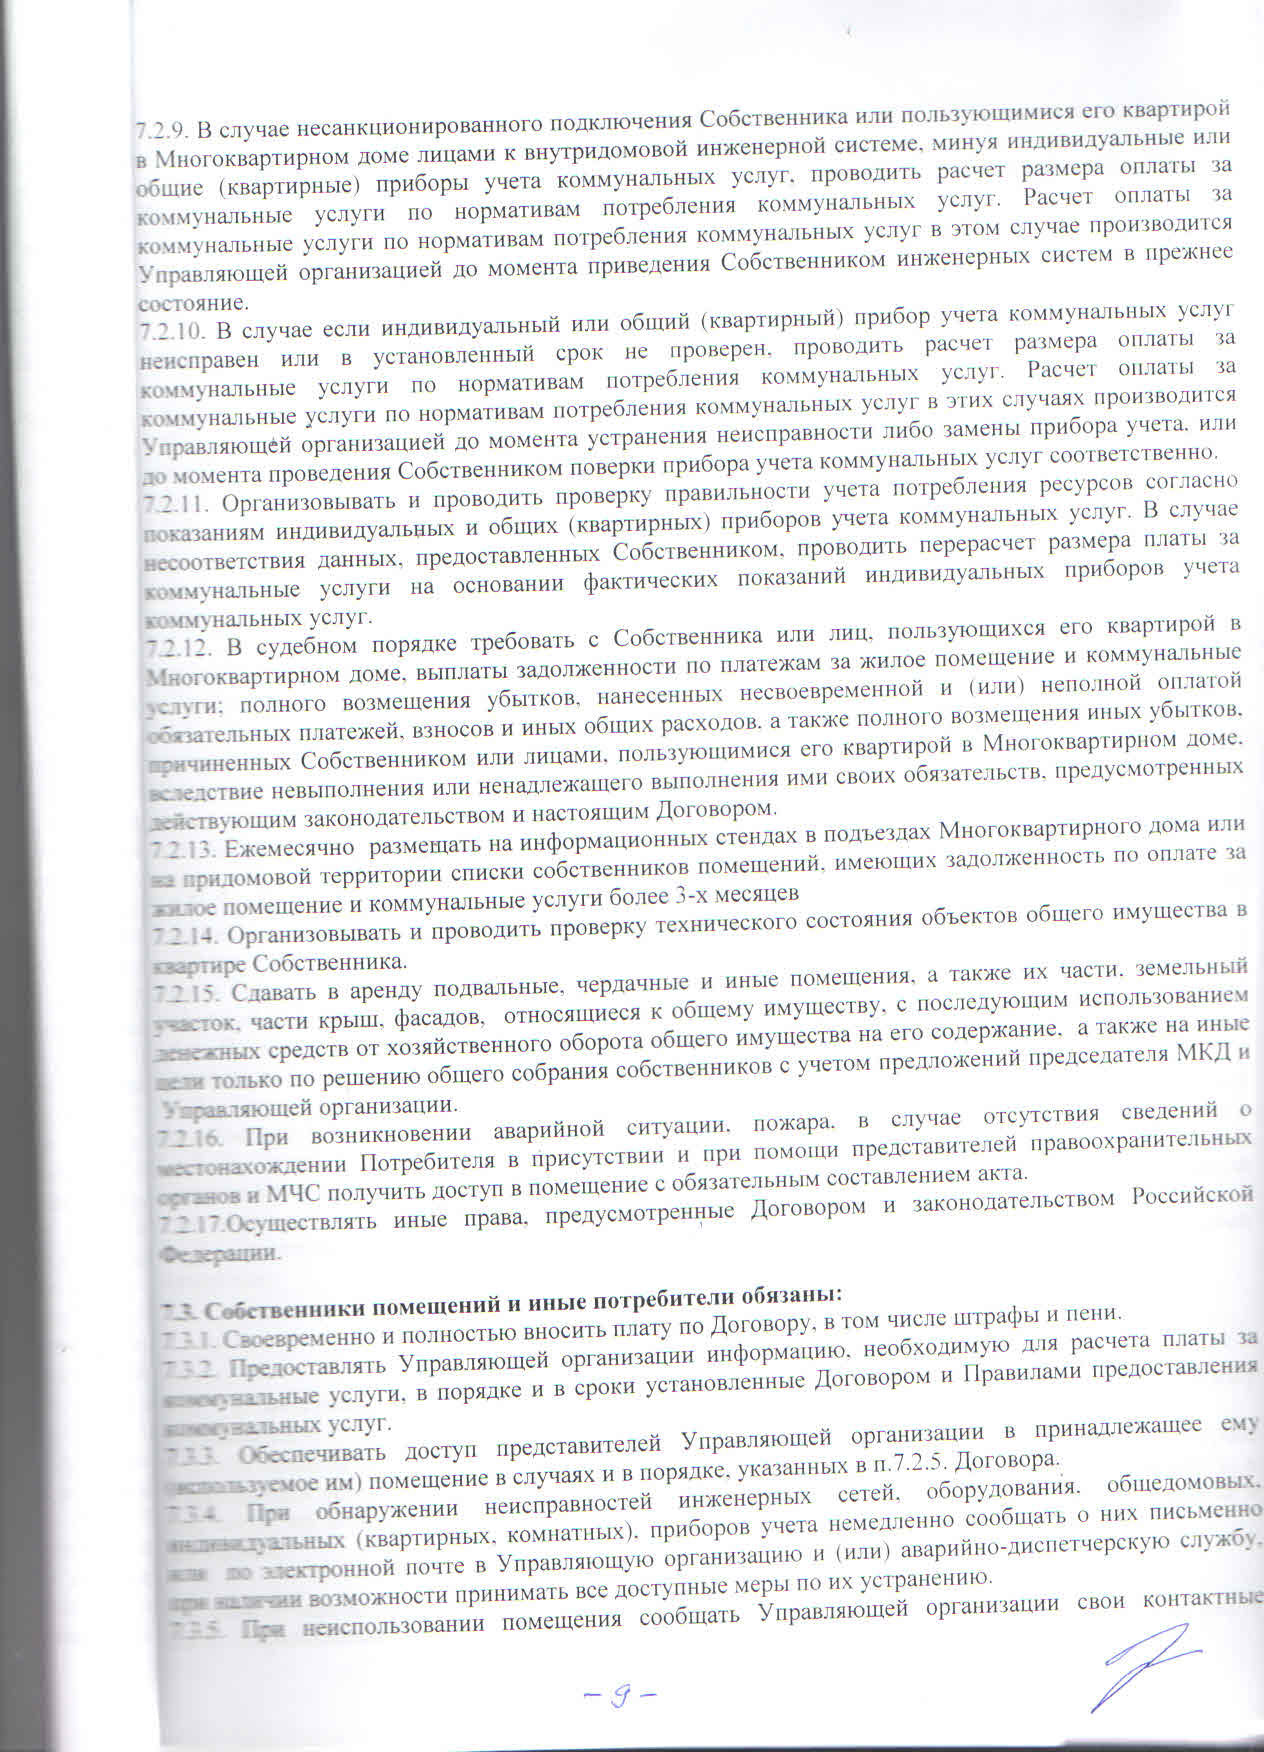 7.2.9. В случае несанкционированного подключения Собственника или пользующимися его квартирой
в Многоквартирном доме лицами к внутридомовой инженерной системе, минуя индивидуальные или
общие (квартирные) приборы учета коммунальных услуг, проводить расчет размера оплаты за
коммунальные услуги по нормативам потребления коммунальных услуг. Расчет оплаты за
коммунальные услуги по нормативам потребления коммунальных услуг в этом случае производится
Управляющей организацией до момента приведения Собственником инженерных систем в прежнее
состояние.
7.2.10. В случае если индивидуальный или общий (квартирный) прибор учета коммунальных услуг
неисправен или в установленный срок не проверен, проводить расчет размера оплаты за
коммунальные услуги по нормативам потребления коммунальных услуг. Расчет оплаты за
коммунальные услуги по нормативам потребления коммунальных услуг в этих случаях производится
Управляющей организацией до момента устранения неисправности либо замены прибора учета, или
до момента проведения Собственником поверки прибора учета коммунальных услуг соответственно.
7.2.11. Организовывать и проводить проверку правильности учета потребления ресурсов согласно
показаниям индивидуальных и общих (квартирных) приборов учета коммунальных услуг. В случае
несоответствия данных, предоставленных Собственником, проводить перерасчет размера платы за
коммунальные услуги на основании фактических показаний индивидуальных приборов учета
коммунальных услуг.
7.2.12. В судебном порядке требовать с Собственника или лиц, пользующихся его квартирой в
Многоквартирном доме, выплаты задолженности по платежам за жилое помещение и коммунальные
услуги; полного возмещения убытков, нанесенных несвоевременной и (или) неполной оплатой
обязательных платежей, взносов и иных общих расходов, а также полного возмещения иных убытков,
причиненных Собственником или лицами, пользующимися его квартирой в Многоквартирном доме,
вследствие невыполнения или ненадлежащего выполнения ими своих обязательств, предусмотренных
действующим законодательством и настоящим Договором.
7.2.13. Ежемесячно размещать на информационных стендах в подъездах Многоквартирного дома или
на придомовой территории списки собственников помещений, имеющих задолженность по оплате за
жилое помещение и коммунальные услуги более 3-х месяцев
7.2.14. Организовывать и проводить проверку технического состояния объектов общего имущества в
квартире Собственника.
7.2.15. Сдавать в аренду подвальные, чердачные и иные помещения, а также их части, земельный
участок, части крыш, фасадов, относящиеся к общему имуществу, с последующим использованием
денежных средств от хозяйственного оборота общего имущества на его содержание, а также на иные
цели только по решению общего собрания собственников с учетом предложений председателя МКД и
Управляющей организации.
7.2.16. При возникновении аварийной ситуации, пожара, в случае отсутствия сведений о
местонахождении Потребителя в присутствии и при помощи представителей правоохранительных
органов и МЧС получить доступ в помещение с обязательным составлением акта.
7.2.17.Осуществлять иные права, предусмотренные Договором и законодательством Российской
Федерации.
7.3. Собственники помещений и иные потребители обязаны:
7.3.1. Своевременно и полностью вносить плату по Договору, в том числе штрафы и пени.
7.3.2. Предоставлять Управляющей организации информацию, необходимую для расчета платы за
коммунальные услуги, в порядке и в сроки установленные Договором и Правилами предоставления
коммунальных услуг.
7.3.3. Обеспечивать доступ представителей Управляющей организации в принадлежащее ему
(используемое им) помещение в случаях и в порядке, указанных в п.7.2.5. Договора.
7.3.4. При обнаружении неисправностей инженерных сетей, оборудования, общедомовых,
индивидуальных (квартирных, комнатных), приборов учета немедленно сообщать о них письменно
или по электронной почте в Управляющую организацию и (или) аварийно-диспетчерскую службу,
при наличии возможности принимать все доступные меры по их устранению.
7.3.5. При неиспользовании помещения сообщать Управляющей организации свои контактные
- 9 -